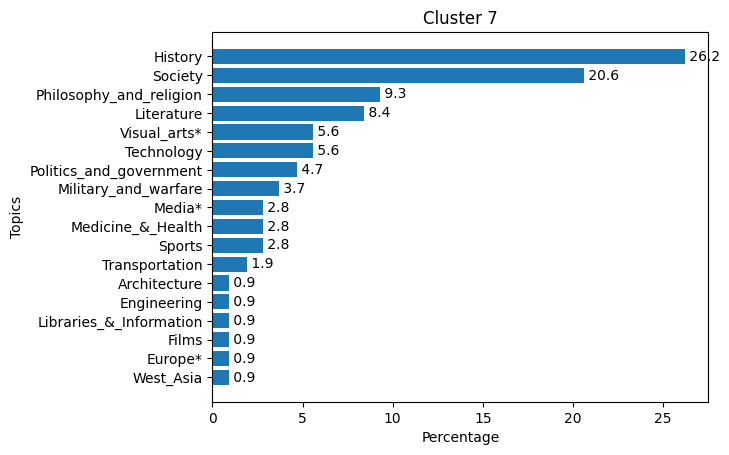 Cluster 7
History 26.2
Society 20.6
Philosophy_and_religion 9.3
Literature 8.4
Visual_arts* 5.6
Technology 5.6
Politics_and_government 4.7
Military_and_warfare 3.7
Media* 2.8
Medicine_&_Health 2.8
Sports 2.8
Transportation 1.9
Architecture 0.9
Engineering 0.9
Libraries_&_Information 0.9
Films 0.9
Europe* 0.9
West_Asia 0.9
Topics
0 5 10 15 20 25
Percentage